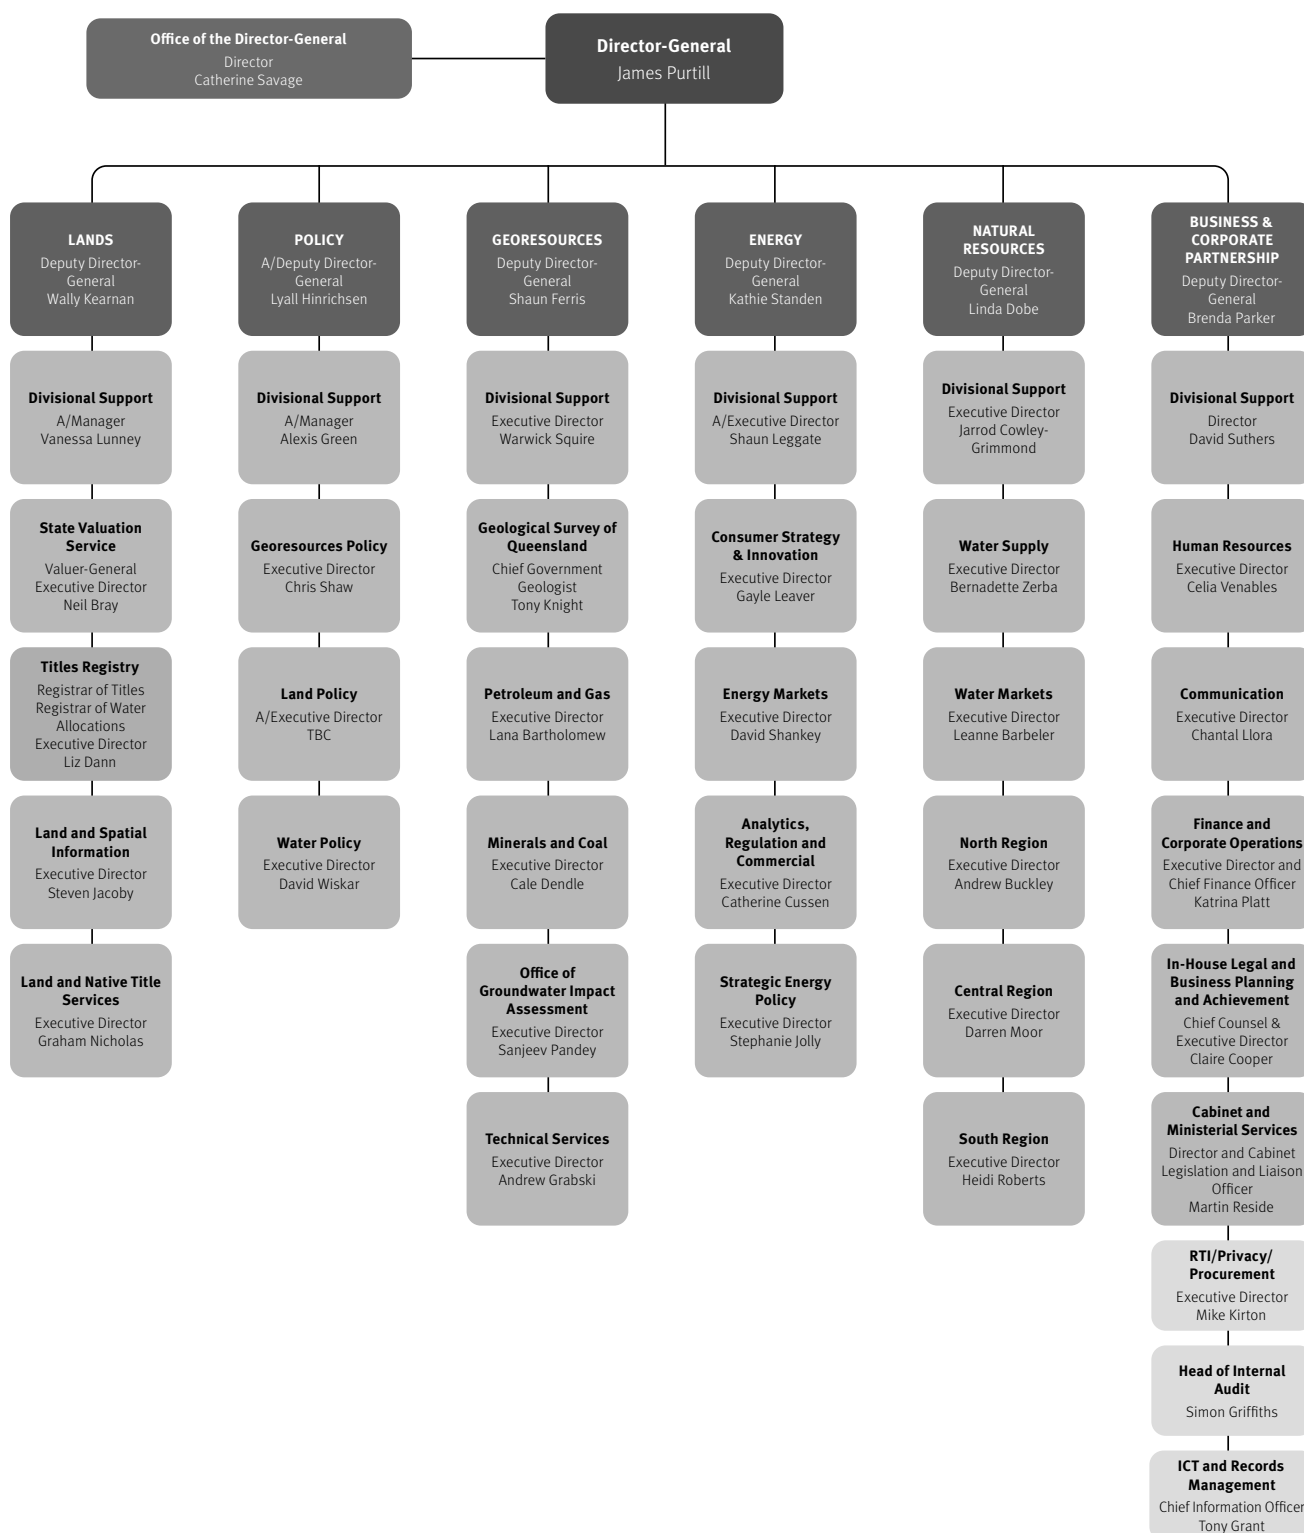 Office of the Director-General
Director
Catherine Savage
Director-General
James Purtill
LANDS
Deputy Director-
General
Wally Kearnan
Divisional Support
A/Manager
Vanessa Lunney
State Valuation
Service
Valuer-General
Executive Director
Neil Bray
Titles Registry
Registrar of Titles
Registrar of Water
Allocations
Executive Director
Liz Dann
Land and Spatial
Information
Executive Director
Steven Jacoby
Land and Native Title
Services
Executive Director
Graham Nicholas
POLICY
A/Deputy Director-
General
Lyall Hinrichsen
Divisional Support
A/Manager
Alexis Green
Georesources Policy
Executive Director
Chris Shaw
Land Policy
A/Executive Director
TBC
Water Policy
Executive Director
David Wiskar
GEORESOURCES
Deputy Director-
General
Shaun Ferris
Divisional Support
Executive Director
Warwick Squire
Geological Survey of
Queensland
Chief Government
Geologist
Tony Knight
Petroleum and Gas
Executive Director
Lana Bartholomew
Minerals and Coal
Executive Director
Cale Dendle
Office of
Groundwater Impact
Assessment
Executive Director
Sanjeev Pandey
Technical Services
Executive Director
Andrew Grabski
ENERGY
Deputy Director-
General
Kathie Standen
Divisional Support
A/Executive Director
Shaun Leggate
Consumer Strategy
& Innovation
Executive Director
Gayle Leaver
Energy Markets
Executive Director
David Shankey
Analytics,
Regulation and
Commercial
Executive Director
Catherine Cussen
Strategic Energy
Policy
Executive Director
Stephanie Jolly
NATURAL
RESOURCES
Deputy Director-
General
Linda Dobe
Divisional Support
Executive Director
Jarrod Cowley-
Grimmond
Water Supply
Executive Director
Bernadette Zerba
Water Markets
Executive Director
Leanne Barbeler
North Region
Executive Director
Andrew Buckley
Central Region
Executive Director
Darren Moor
South Region
Executive Director
Heidi Roberts
BUSINESS &
CORPORATE
PARTNERSHIP
Deputy Director-
General
Brenda Parker
Divisional Support
Director
David Suthers
Human Resources
Executive Director
Celia Venables
Communication
Executive Director
Chantal Llora
Finance and
Corporate Operations
Executive Director and
Chief Finance Officer
Katrina Platt
In-House Legal and
Business Planning
and Achievement
Chief Counsel &
Executive Director
Claire Cooper
Cabinet and
Ministerial Services
Director and Cabinet
Legislation and Liaison
Officer
Martin Reside
RTI/Privacy/
Procurement
Executive Director
Mike Kirton
Head of Internal
Audit
Simon Griffiths
ICT and Records
Management
Chief Information Officer
Tony Grant